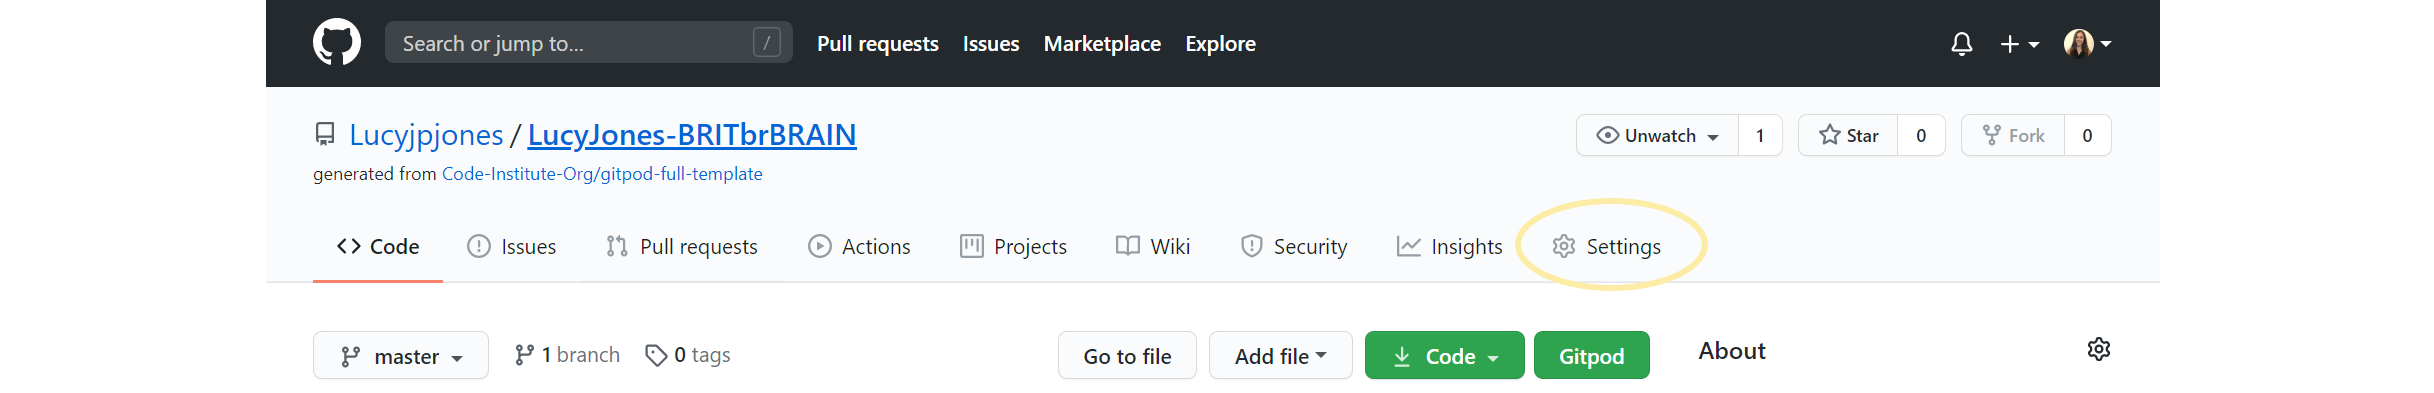 Search or jump to... / Pull requests Issues Marketplace Explore
Lucyjpjones / LucyJones-BRITbrBRAIN Unwatch 1 Star 0 Fork 0
generated from Code-Institute-Org/gitpod-full-template
Code Issues Pull requests Actions Projects Wiki Security Insights Settings
master 1 branch 0 tags Go to file Add file Code Gitpod About